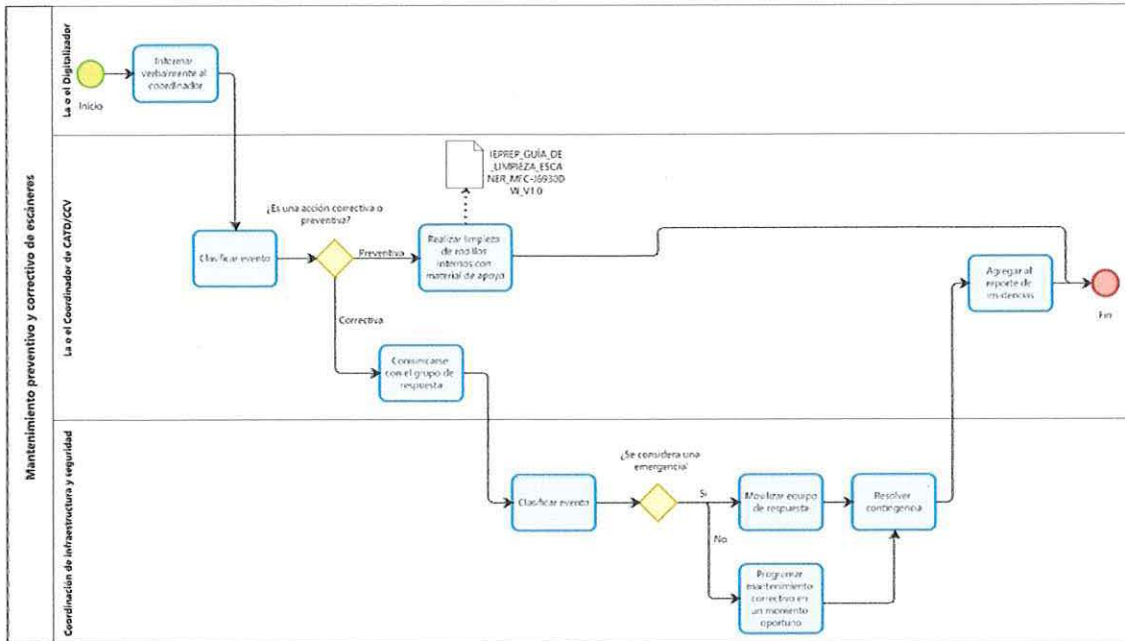 Mantenimiento preventivo y correctivo de escáneres
La o el Digitalizador
Inicio
Informar
verbalmente al
coordinador
La o el Coordinador de CATD/CCV
Clasificar evento
¿Es una acción correctiva o
preventiva?
Preventiva
Correctiva
Realizar limpieza
de rodillos
internos con
material de apoyo
IEPREP_GUÍA_DE
_LIMPIEZA_ESCA
NER_MFC-J6930D
W_V1.0
Comunicarse
con el grupo de
respuesta
Agregar al
reporte de
incidencias
Fin
Coordinación de infraestructura y seguridad
Clasificar evento
¿Se considera una
emergencia?
Si
No
Movilizar equipo
de respuesta
Resolver
contingencia
Programar
mantenimiento
correctivo en
un momento
oportuno